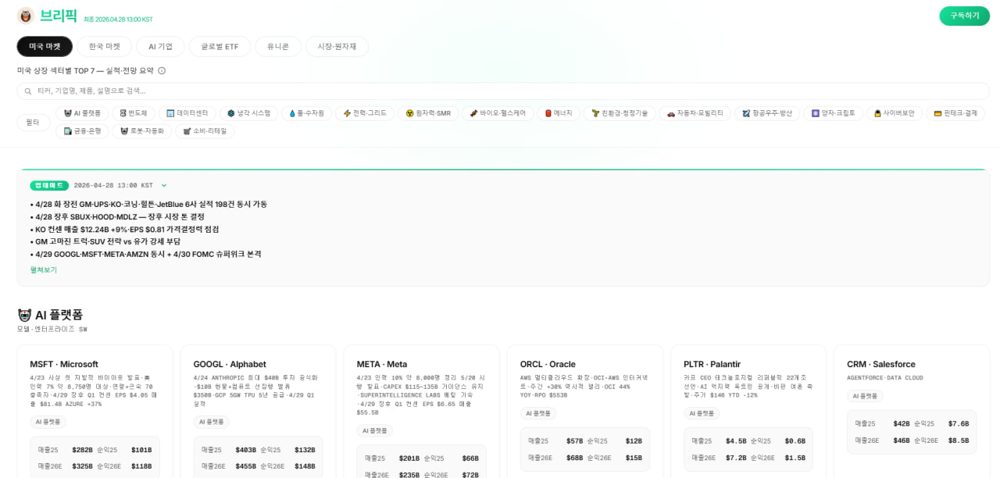 브리픽 최종 2026.04.28 13:00 KST
구독하기
미국 마켓 한국 마켓 AI 기업 글로벌 ETF 유니콘 시장·원자재
미국 상장 섹터별 TOP 7 — 실적·전망 요약
티커, 기업명, 제품, 설명으로 검색...
필터
AI 플랫폼 반도체 데이터센터 냉각 시스템 물·수자원 전력·그리드 원자력·SMR 바이오·헬스케어 에너지 친환경·청정기술 자동차·모빌리티 항공우주·방산 양자·크립토 사이버보안 핀테크·결제
금융·은행 로봇·자동화 소비·리테일
업데이트 2026-04-28 13:00 KST
• 4/28 화 장전 GM·UPS·KO·코닝·힐튼·JetBlue 6사 실적 198건 동시 가동
• 4/28 장후 SBUX·HOOD·MDLZ — 장후 시장 톤 결정
• KO 컨센 매출 $12.24B +9%·EPS $0.81 가격결정력 점검
• GM 고마진 트럭·SUV 전략 vs 유가 강세 부담
• 4/29 GOOGL·MSFT·META·AMZN 동시 + 4/30 FOMC 슈퍼위크 본격
펼쳐보기
AI 플랫폼
모델·엔터프라이즈 SW
MSFT · Microsoft
4/23 사상 첫 자발적 바이아웃 발표·美
인력 7% 약 8,750명 대상·연령+근속 70
충족자·4/29 장후 Q1 컨센 EPS $4.05 매
출 $81.4B AZURE +37%
AI 플랫폼
매출25 $282B 순익25 $101B
매출26E $325B 순익26E $118B
GOOGL · Alphabet
4/24 ANTHROPIC 최대 $40B 투자 공식화
·$10B 현물+컴퓨트 선집행 밸류
$350B·GCP 5GW TPU 5년 공급·4/29 Q1
실적
AI 플랫폼
매출25 $403B 순익25 $132B
매출26E $455B 순익26E $148B
META · Meta
4/23 인력 10% 약 8,000명 정리 5/20 시
행 발표·CAPEX $115-135B 가이던스 유지
·SUPERINTELLIGENCE LABS 베팅 가속
·4/29 장후 Q1 컨센 EPS $6.65 매출
$55.5B
AI 플랫폼
매출25 $201B 순익25 $66B
매출26E $235B 순익26E $72B
ORCL · Oracle
AWS 멀티클라우드 확장·OCI-AWS 인터커넥
트·주간 +30% 역사적 랠리·OCI 44%
YOY·RPO $553B
AI 플랫폼
매출25 $57B 순익25 $12B
매출26E $68B 순익26E $15B
PLTR · Palantir
카프 CEO 테크놀로지컬 리퍼블릭 22개조
선언·AI 억지력 독트린 공개·비판 여론 촉
발·주가 $146 YTD -12%
AI 플랫폼
매출25 $4.5B 순익25 $0.6B
매출26E $7.2B 순익26E $1.5B
CRM · Salesforce
AGENTFORCE·DATA CLOUD
AI 플랫폼
매출25 $42B 순익25 $7.6B
매출26E $46B 순익26E $8.5B